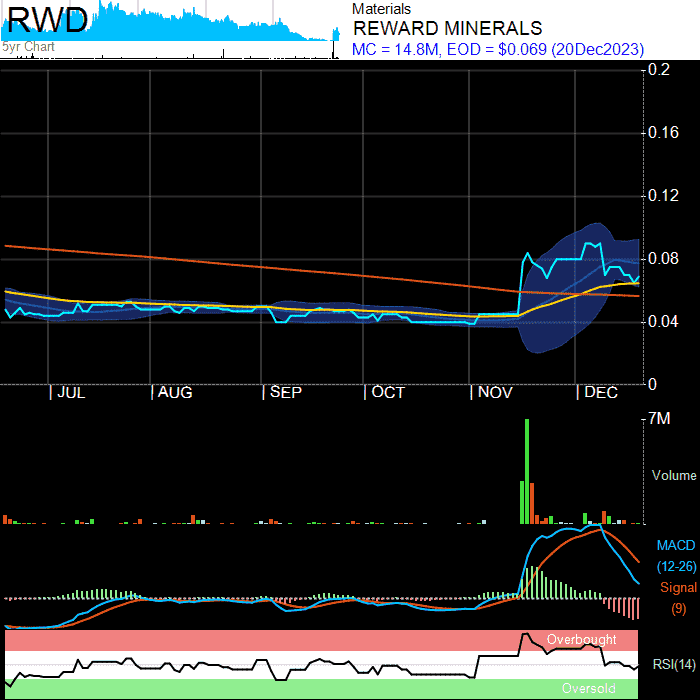 RWD
5yr Chart
Materials
REWARD MINERALS
MC = 14.8M, EOD = $0.069 (20Dec2023)
0.2
0.16
0.12
0.08
0.04
0
JUL AUG SEP OCT NOV DEC
7M
Volume
MACD
(12-26)
Signal
(9)
Overbought
RSI(14)
Oversold